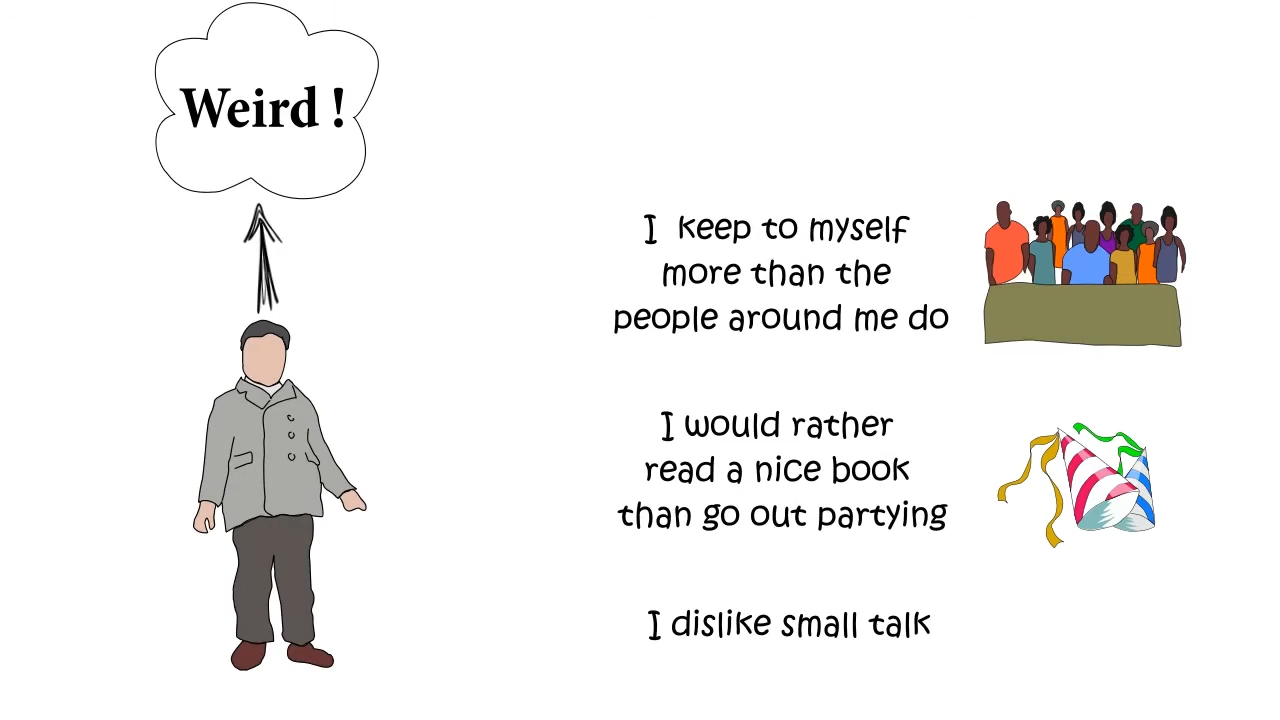 Weird !
I keep to myself
more than the
people around me do
I would rather
read a nice book
than go out partying
I dislike small talk